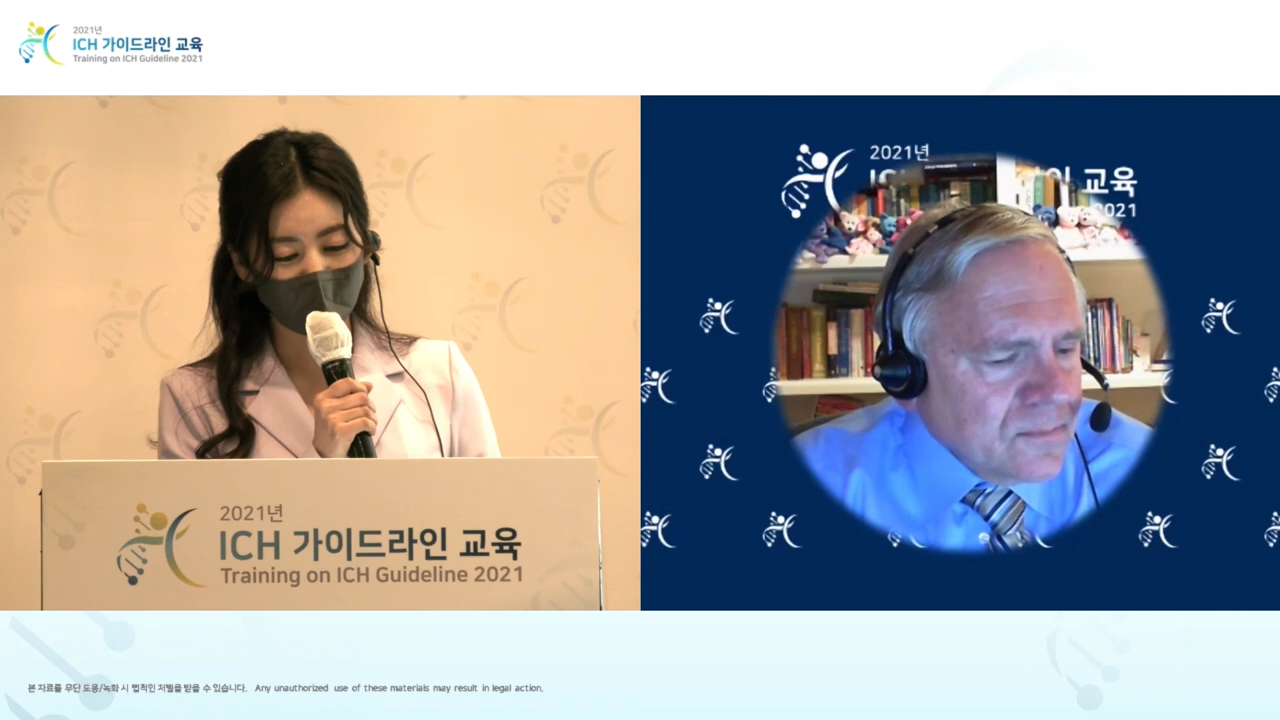 2021년
ICH 가이드라인 교육
Training on ICH Guideline 2021
2021년
교육
2021
2021년
ICH 가이드라인 교육
Training on ICH Guideline 2021
본 자료를 무단 도용/녹화 시 법적인 처벌을 받을 수 있습니다. Any unauthorized use of these materials may result in legal action.